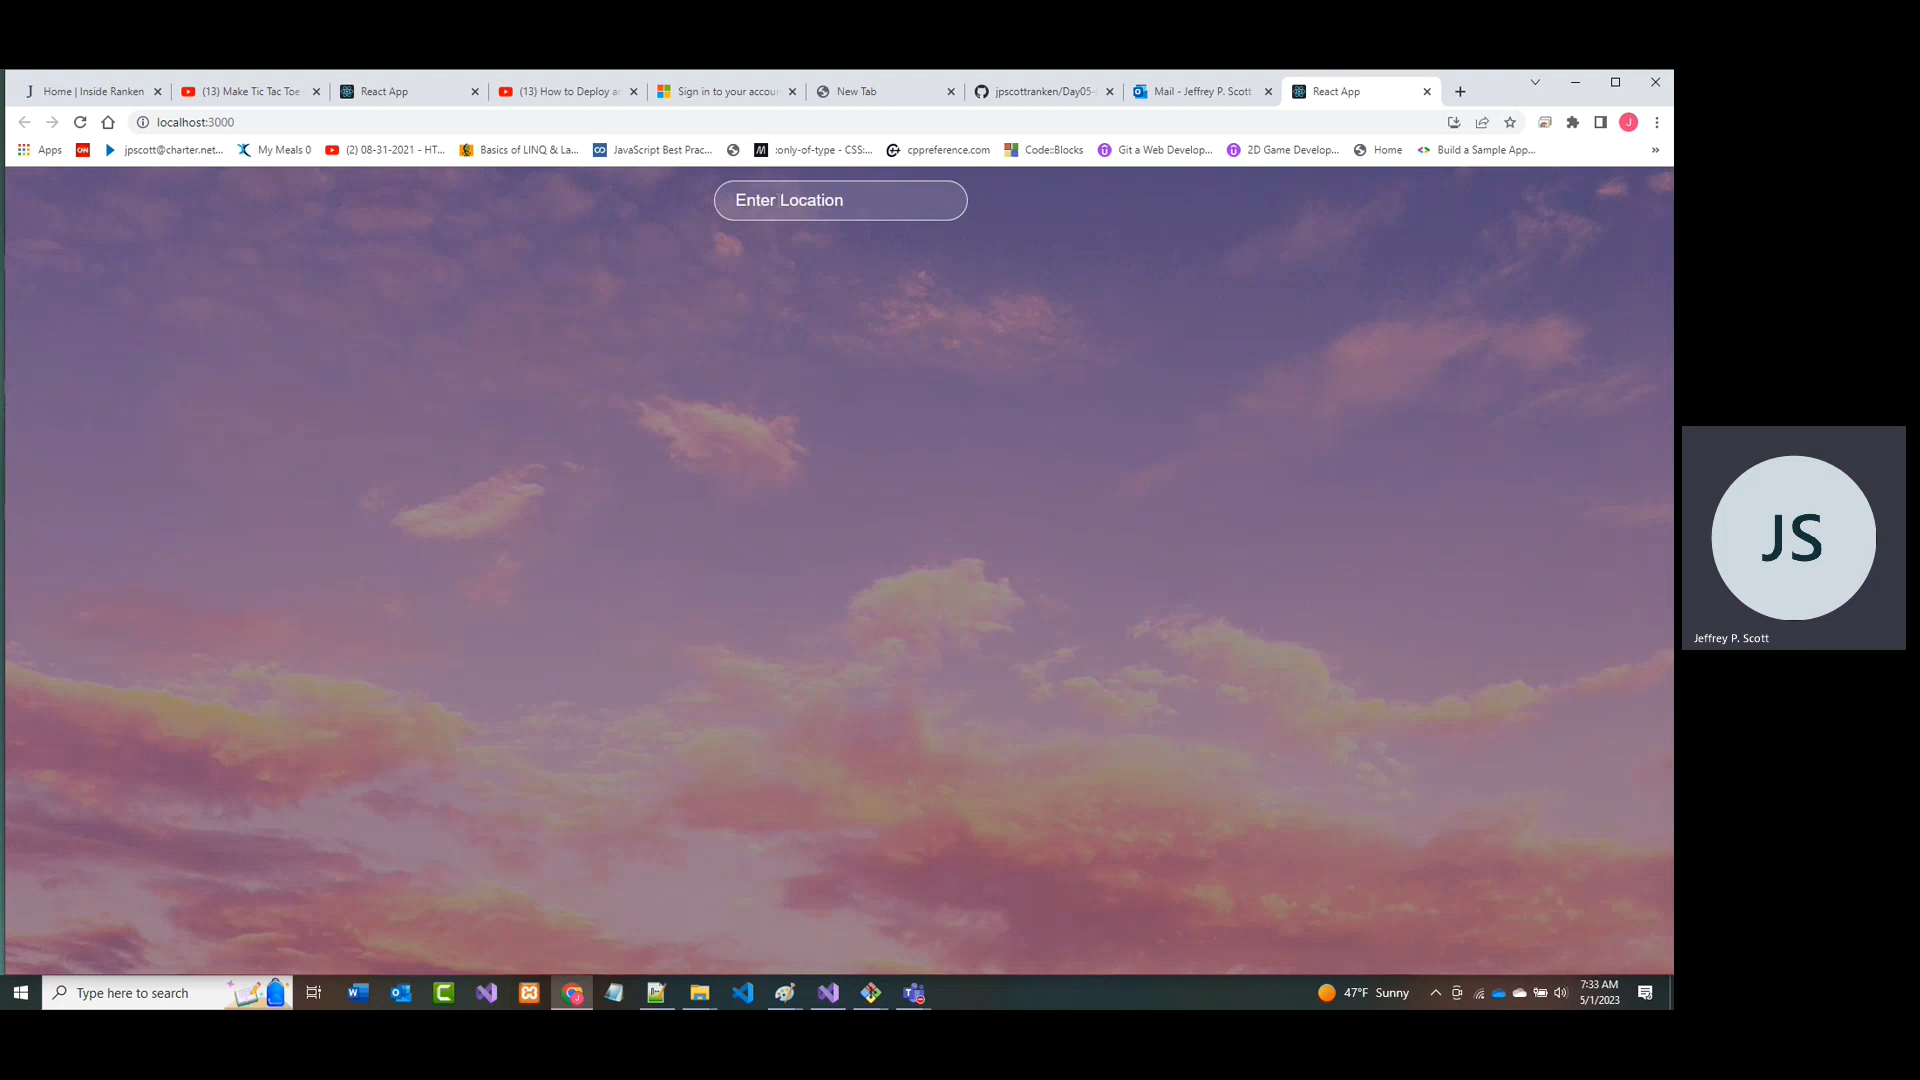 Home | Inside Ranken
(13) Make Tic Tac Toe
React App
(13) How to Deploy an
Sign in to your accoun
New Tab
jpscottranken/Day05-
Mail - Jeffrey P. Scott
React App
localhost:3000
J
Apps
CNN
jpscott@charter.net...
My Meals 0
(2) 08-31-2021 - HT...
Basics of LINQ & La...
JavaScript Best Prac...
:only-of-type - CSS:...
cppreference.com
Code::Blocks
Git a Web Develop...
2D Game Develop...
Home
Build a Sample App...
»
Enter Location
JS
Jeffrey P. Scott
Type here to search
47°F Sunny
7:33 AM
5/1/2023